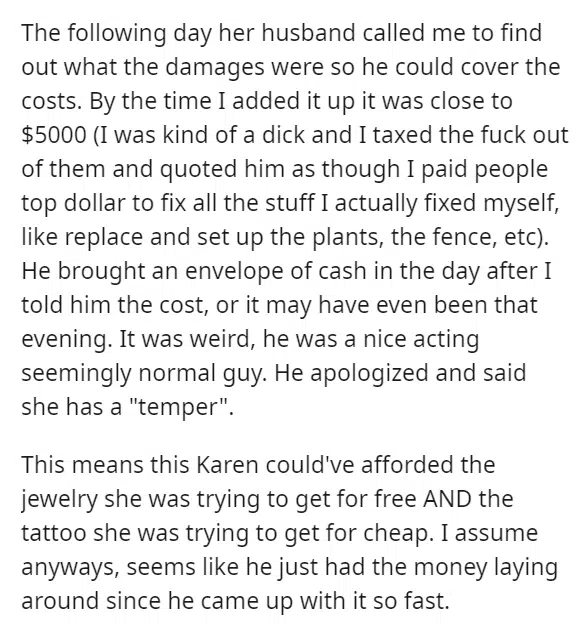 The following day her husband called me to find
out what the damages were so he could cover the
costs. By the time I added it up it was close to
$5000 (I was kind of a dick and I taxed the fuck out
of them and quoted him as though I paid people
top dollar to fix all the stuff I actually fixed myself,
like replace and set up the plants, the fence, etc).
He brought an envelope of cash in the day after I
told him the cost, or it may have even been that
evening. It was weird, he was a nice acting
seemingly normal guy. He apologized and said
she has a "temper".
This means this Karen could've afforded the
jewelry she was trying to get for free AND the
tattoo she was trying to get for cheap. I assume
anyways, seems like he just had the money laying
around since he came up with it so fast.